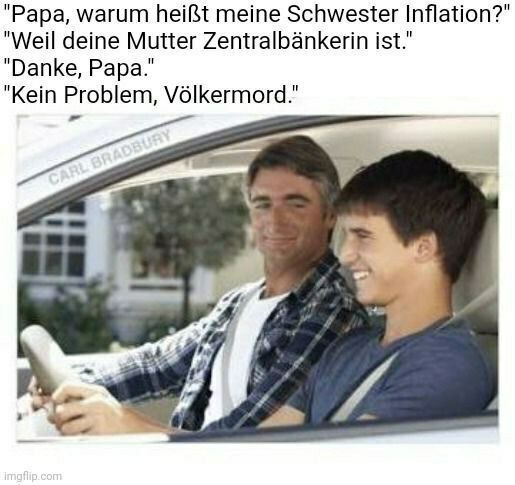 "Papa, warum heißt meine Schwester Inflation?"
"Weil deine Mutter Zentralbänkerin ist."
"Danke, Papa."
"Kein Problem, Völkermord."
CARL BRADBURY
imgflip.com